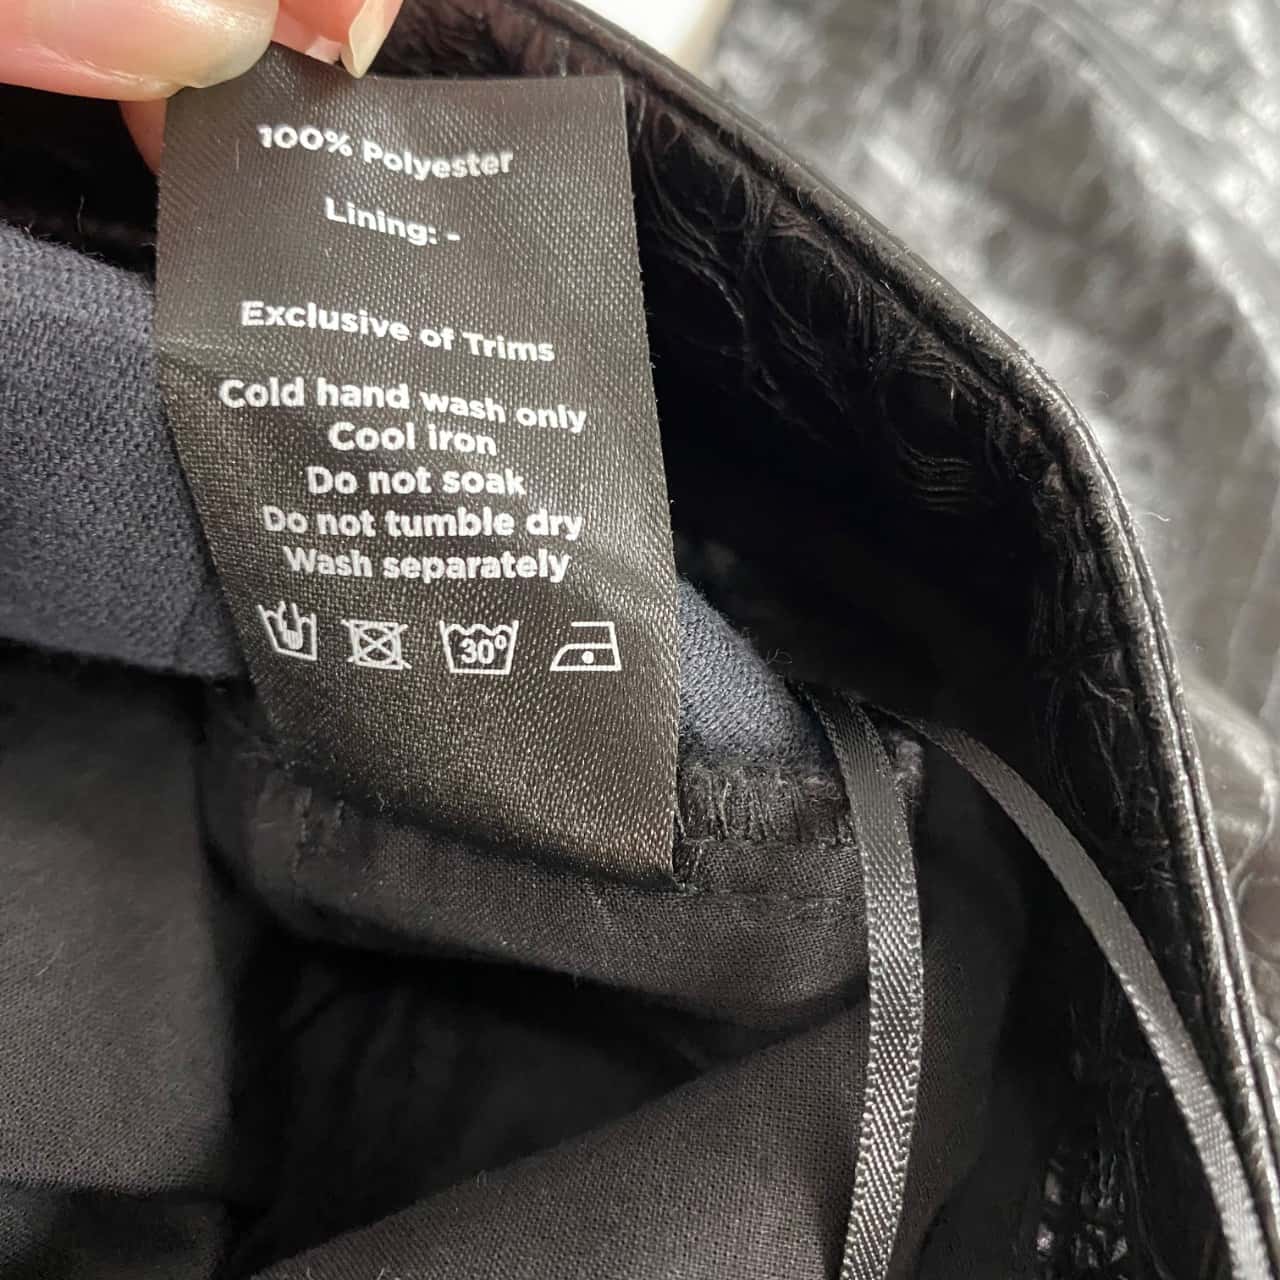 100% Polyester
Lining: -
Exclusive of Trims
Cold hand wash only
Cool iron
Do not soak
Do not tumble dry
Wash separately
30°